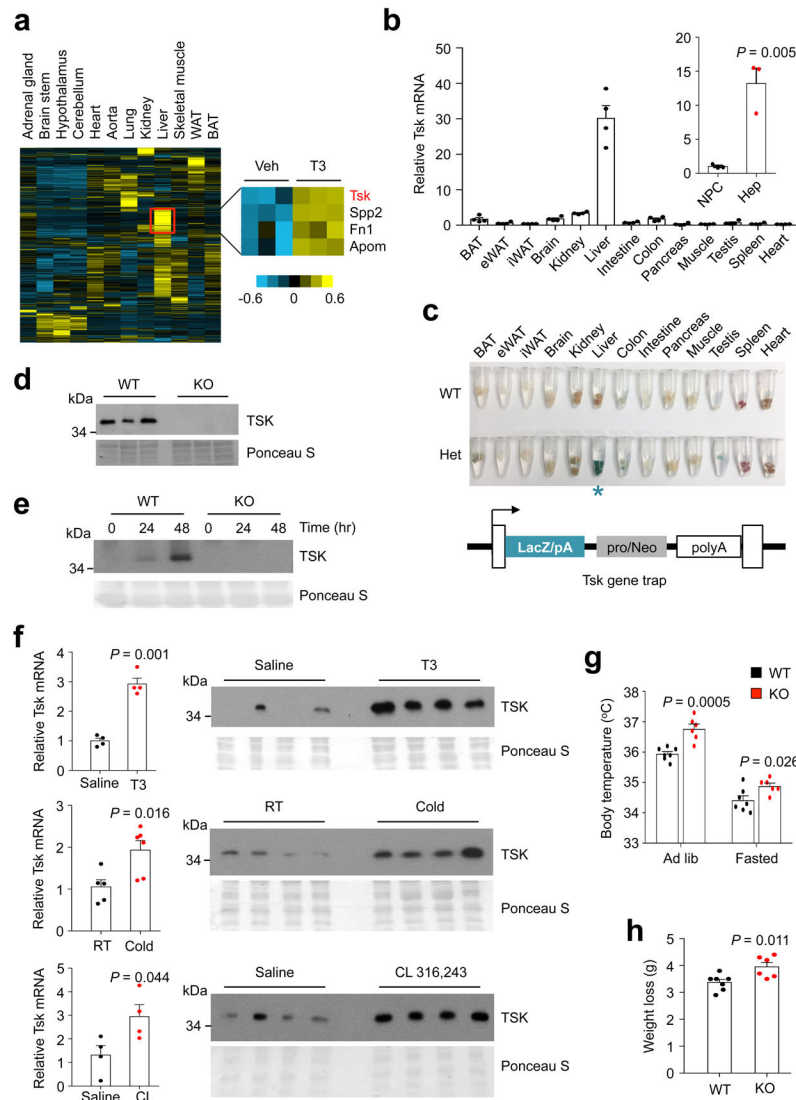 a
Adrenal gland
Brain stem
Hypothalamus
Cerebellum
Heart
Aorta
Lung
Kidney
Liver
Skeletal muscle
WAT
BAT
Veh T3
Tsk
Spp2
Fn1
Apom
-0.6 0 0.6
b
Relative Tsk mRNA
50
40
30
20
10
0
BAT
eWAT
iWAT
Brain
Kidney
Liver
Intestine
Colon
Pancreas
Muscle
Testis
Spleen
Heart
P = 0.005
15
10
5
0
NPC
Hep
c
BAT
eWAT
iWAT
Brain
Kidney
Liver
Colon
Intestine
Pancreas
Muscle
Testis
Spleen
Heart
WT
Het
*
LacZ/pA pro/Neo polyA
Tsk gene trap
d
WT KO
kDa
34
TSK
Ponceau S
e
WT KO
0 24 48 0 24 48 Time (hr)
kDa
34
TSK
Ponceau S
f
Relative Tsk mRNA
P = 0.001
4
3
2
1
0
Saline T3
Saline T3
kDa
34
TSK
Ponceau S
Relative Tsk mRNA
P = 0.016
3
2
1
0
RT Cold
RT Cold
kDa
34
TSK
Ponceau S
Relative Tsk mRNA
P = 0.044
5
4
3
2
1
0
Saline CL
Saline CL 316,243
kDa
34
TSK
Ponceau S
g
WT
KO
Body temperature (ºC)
P = 0.0005
P = 0.026
38
37
36
35
34
33
Ad lib Fasted
h
Weight loss (g)
P = 0.011
6
5
4
3
2
1
0
WT KO